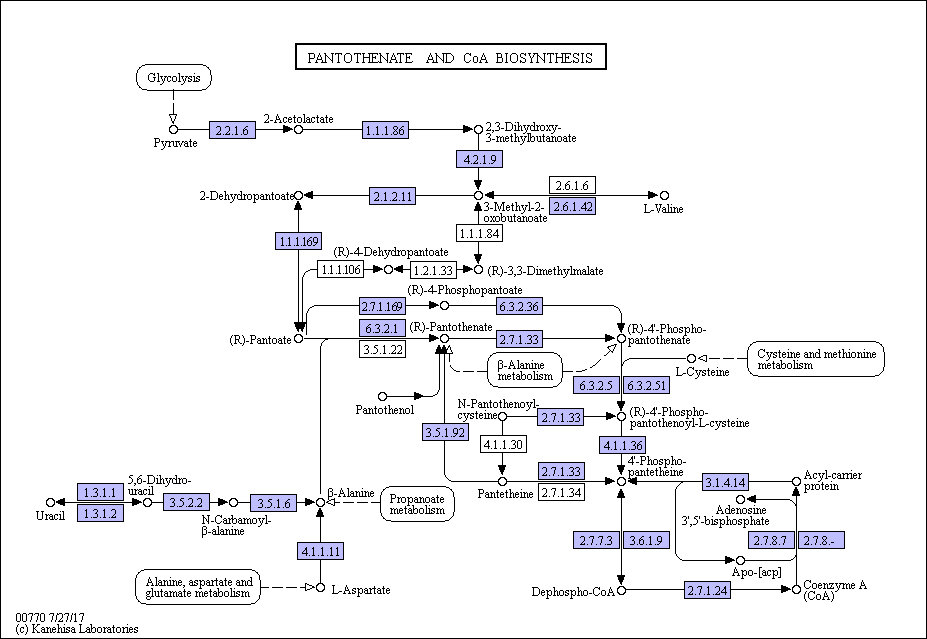 PANTOTHENATE AND CoA BIOSYNTHESIS
Glycolysis
2-Acetolactate
Pyruvate
2.2.1.6
1.1.1.86
2,3-Dihydroxy-
3-methylbutanoate
4.2.1.9
2-Dehydropantoate
2.1.2.11
2.6.1.6
2.6.1.42
L-Valine
3-Methyl-2-
oxobutanoate
1.1.1.84
1.1.1.169
(R)-4-Dehydropantoate
1.1.1.106
1.2.1.33
(R)-3,3-Dimethylmalate
(R)-4-Phosphopantoate
2.7.1.169
6.3.2.36
(R)-Pantoate
6.3.2.1
3.5.1.22
(R)-Pantothenate
2.7.1.33
(R)-4'-Phospho-
pantothenate
β-Alanine
metabolism
L-Cysteine
Cysteine and methionine
metabolism
6.3.2.5
6.3.2.51
Pantothenol
N-Pantothenoyl-
cysteine
2.7.1.33
(R)-4'-Phospho-
pantothenoyl-L-cysteine
3.5.1.92
4.1.1.30
4.1.1.36
4'-Phospho-
pantetheine
2.7.1.33
2.7.1.34
Pantetheine
3.1.4.14
Acyl-carrier
protein
Adenosine
3',5'-bisphosphate
5,6-Dihydro-
uracil
1.3.1.1
1.3.1.2
Uracil
3.5.2.2
N-Carbamoyl-
β-alanine
3.5.1.6
β-Alanine
Propanoate
metabolism
4.1.1.11
2.7.7.3
3.6.1.9
2.7.8.7
2.7.8.-
Apo-[acp]
Alanine, aspartate and
glutamate metabolism
L-Aspartate
Dephospho-CoA
2.7.1.24
Coenzyme A
(CoA)
00770 7/27/17
(c) Kanehisa Laboratories